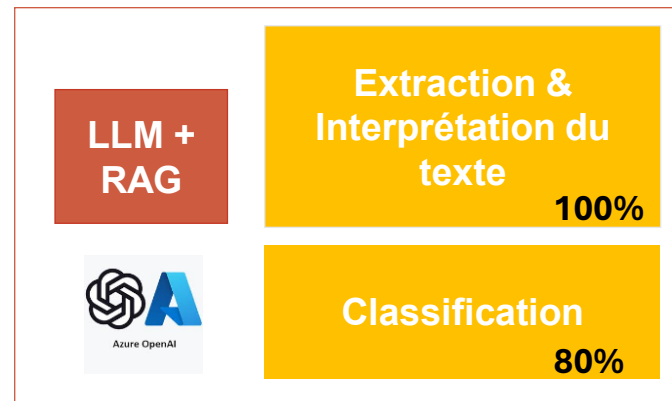 LLM +
RAG
Extraction &
Interprétation du
texte
100%
Azure OpenAI
Classification
80%